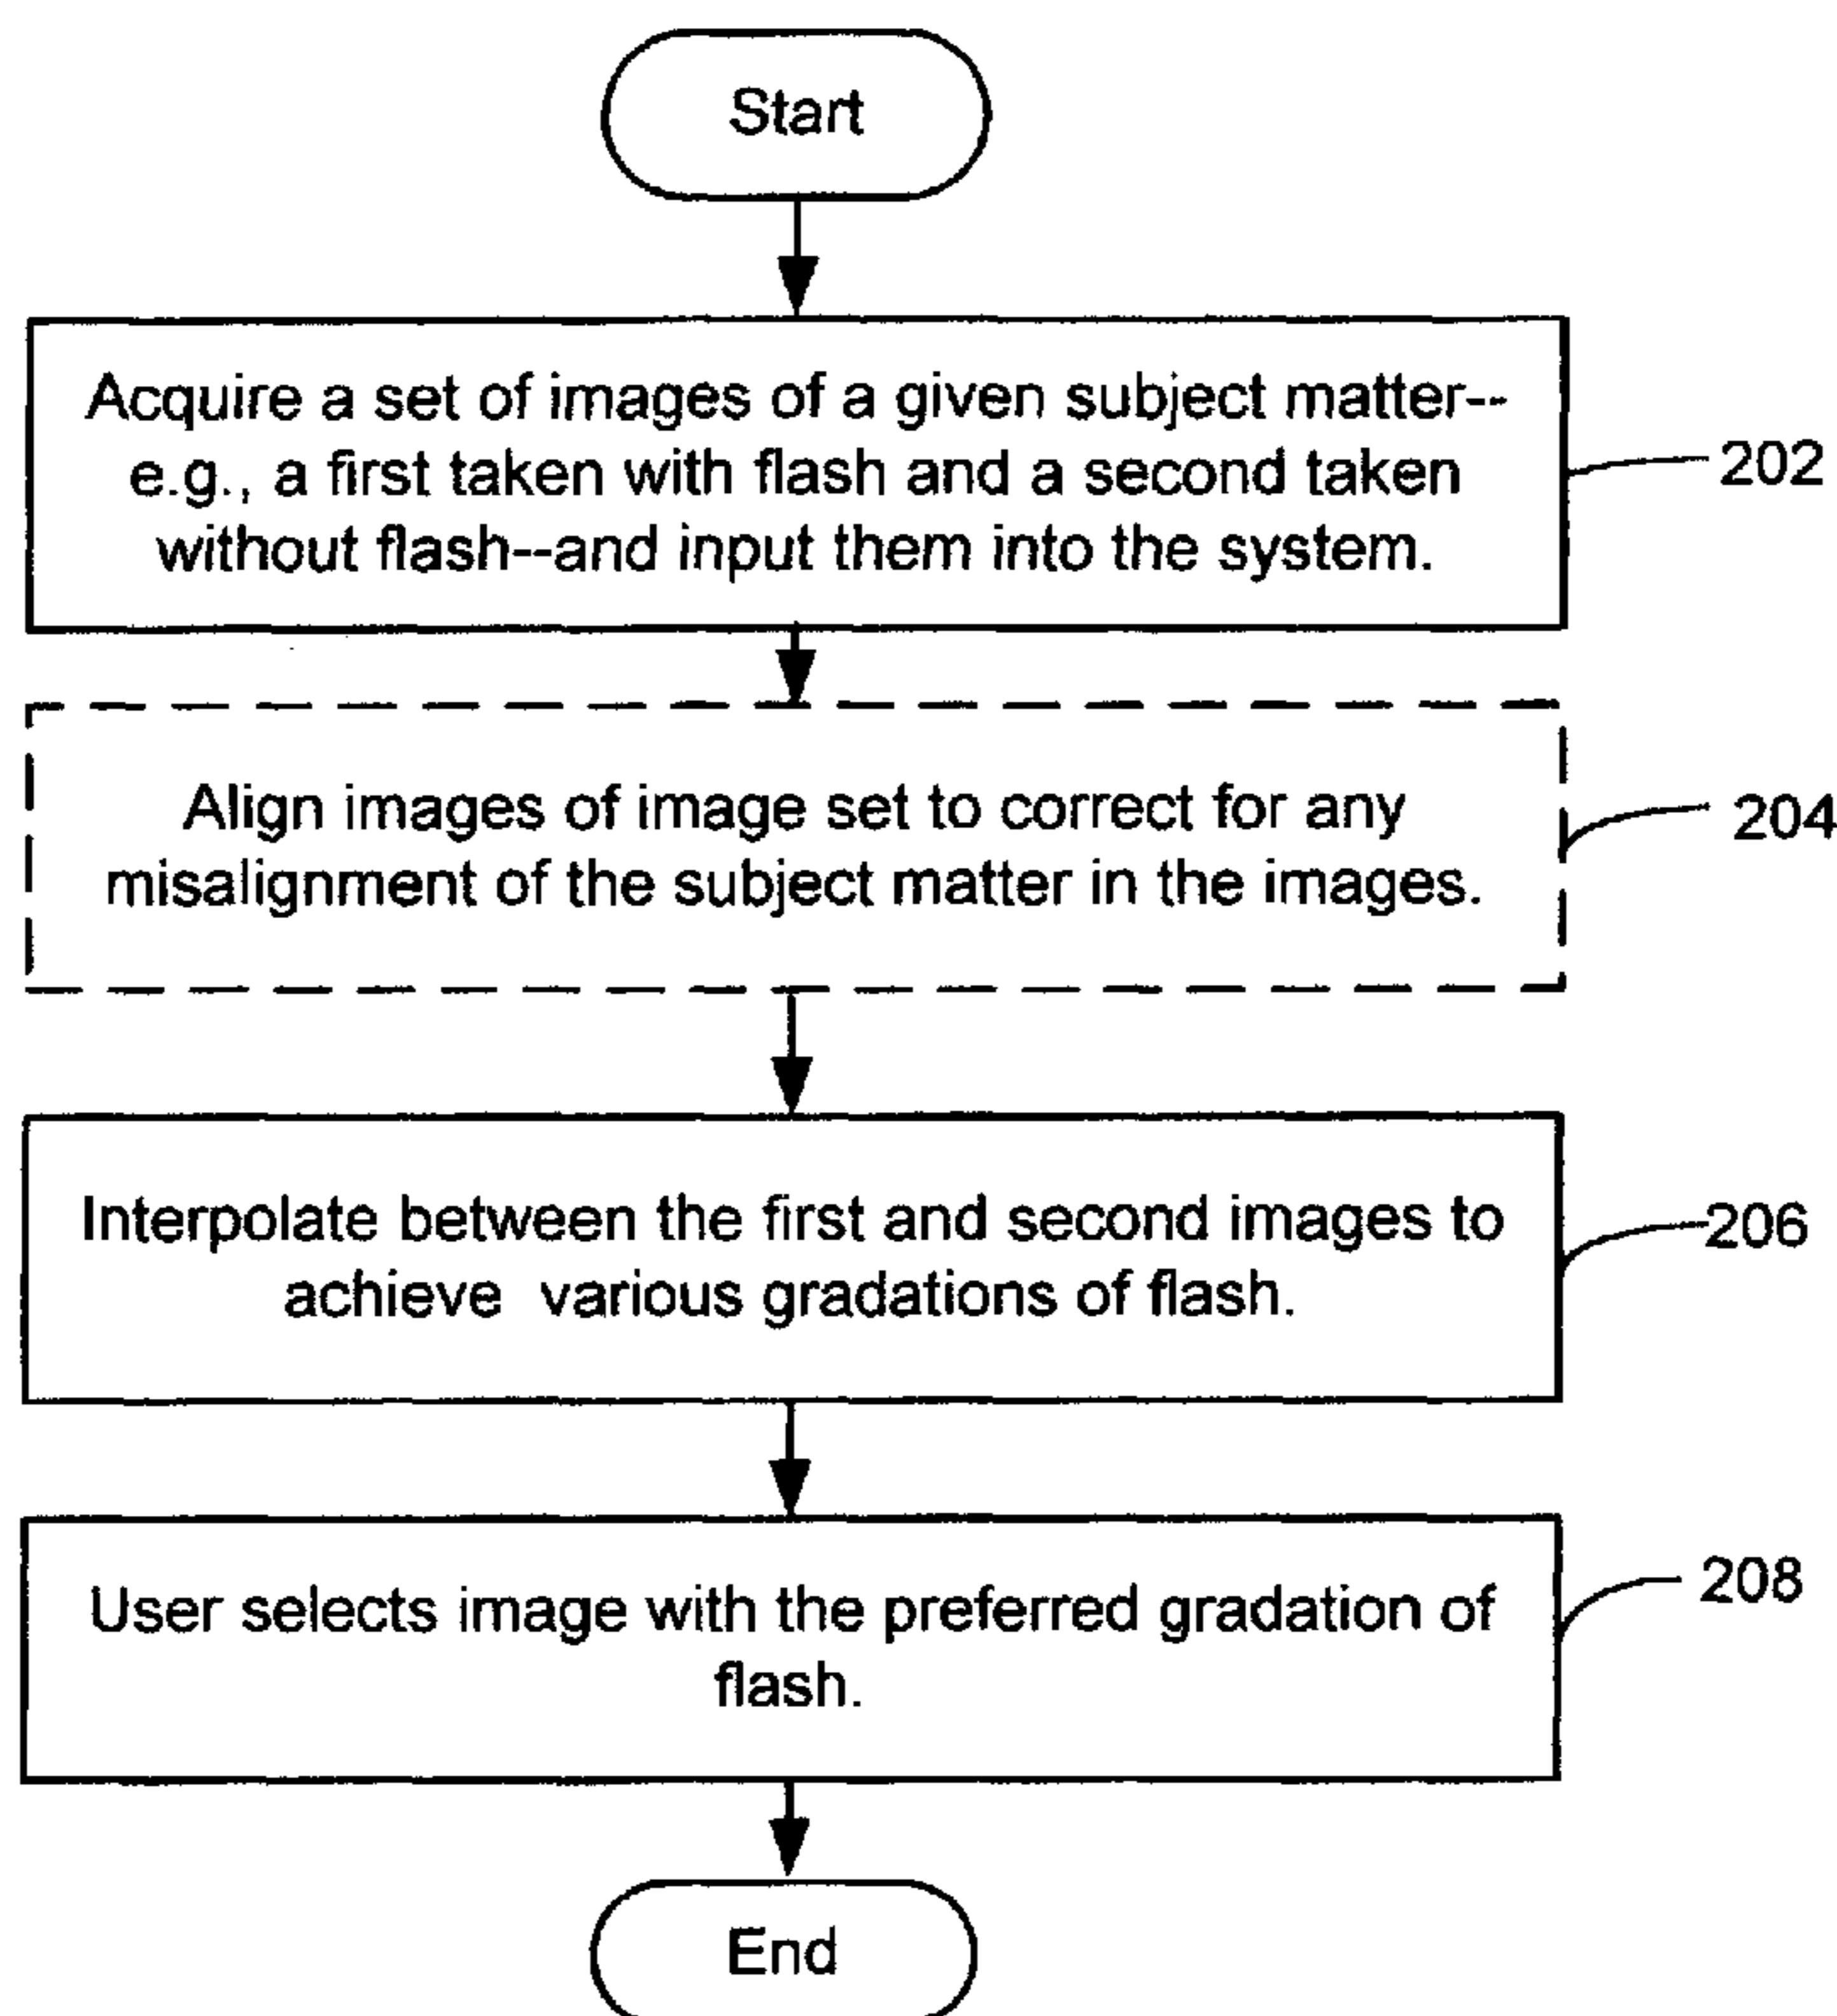 Start
Acquire a set of images of a given subject matter--
e.g., a first taken with flash and a second taken
without flash--and input them into the system.
202
Align images of image set to correct for any
misalignment of the subject matter in the images.
204
Interpolate between the first and second images to
achieve various gradations of flash.
206
User selects image with the preferred gradation of
flash.
208
End